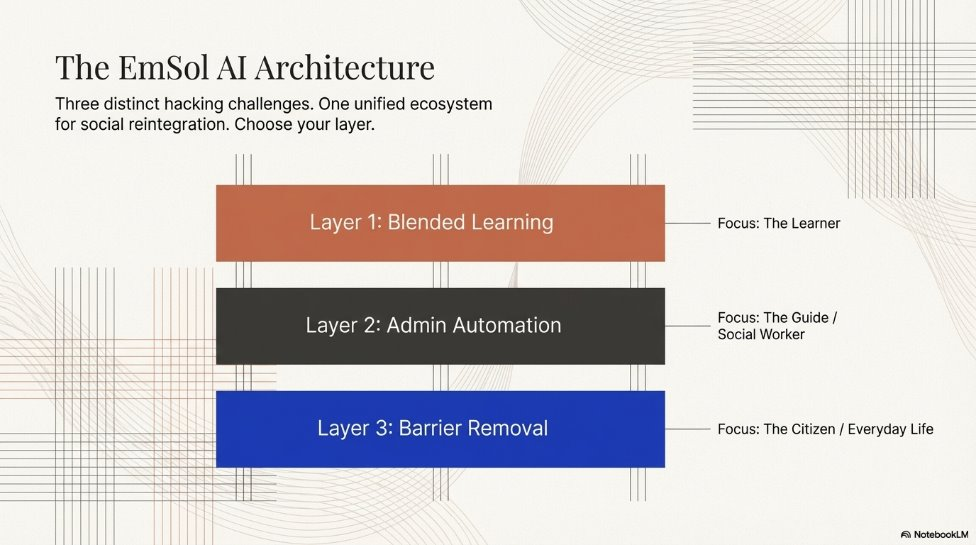 The EmSol AI Architecture
Three distinct hacking challenges. One unified ecosystem
for social reintegration. Choose your layer.
Layer 1: Blended Learning
Focus: The Learner
Layer 2: Admin Automation
Focus: The Guide /
Social Worker
Layer 3: Barrier Removal
Focus: The Citizen / Everyday Life
NotebookLM